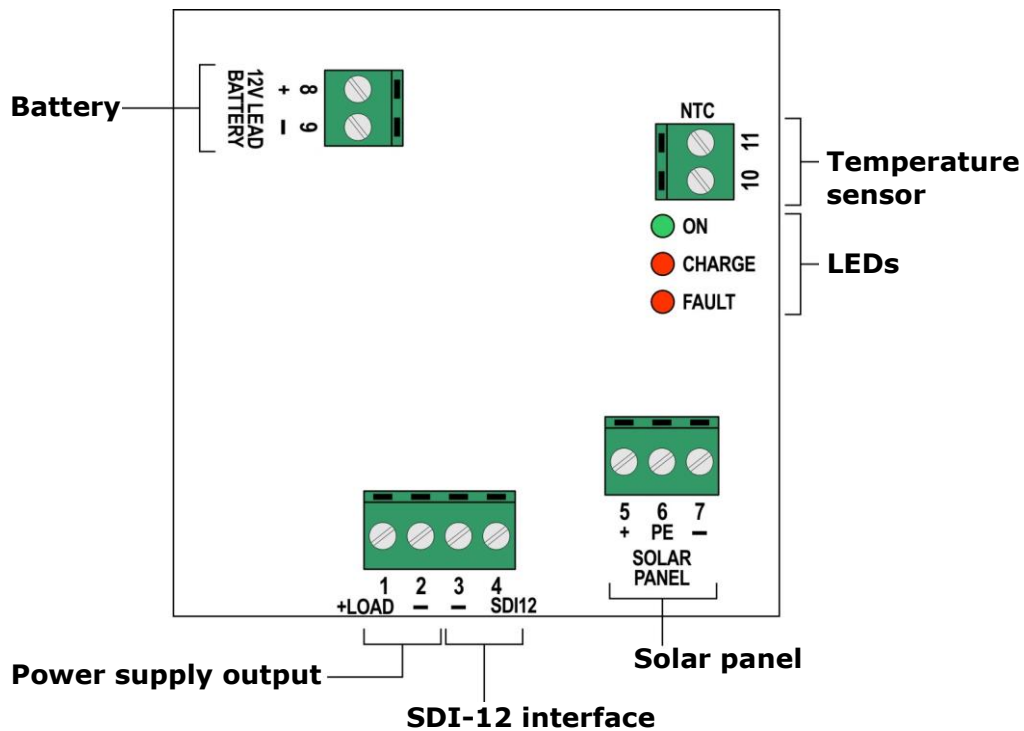 Battery
12V LEAD
BATTERY
+ 8
− 9
NTC
11
10
Temperature
sensor
ON
CHARGE
FAULT
LEDs
5 6 7
+ PE −
SOLAR
PANEL
1 2 3 4
+LOAD − − SDI12
Solar panel
Power supply output
SDI-12 interface